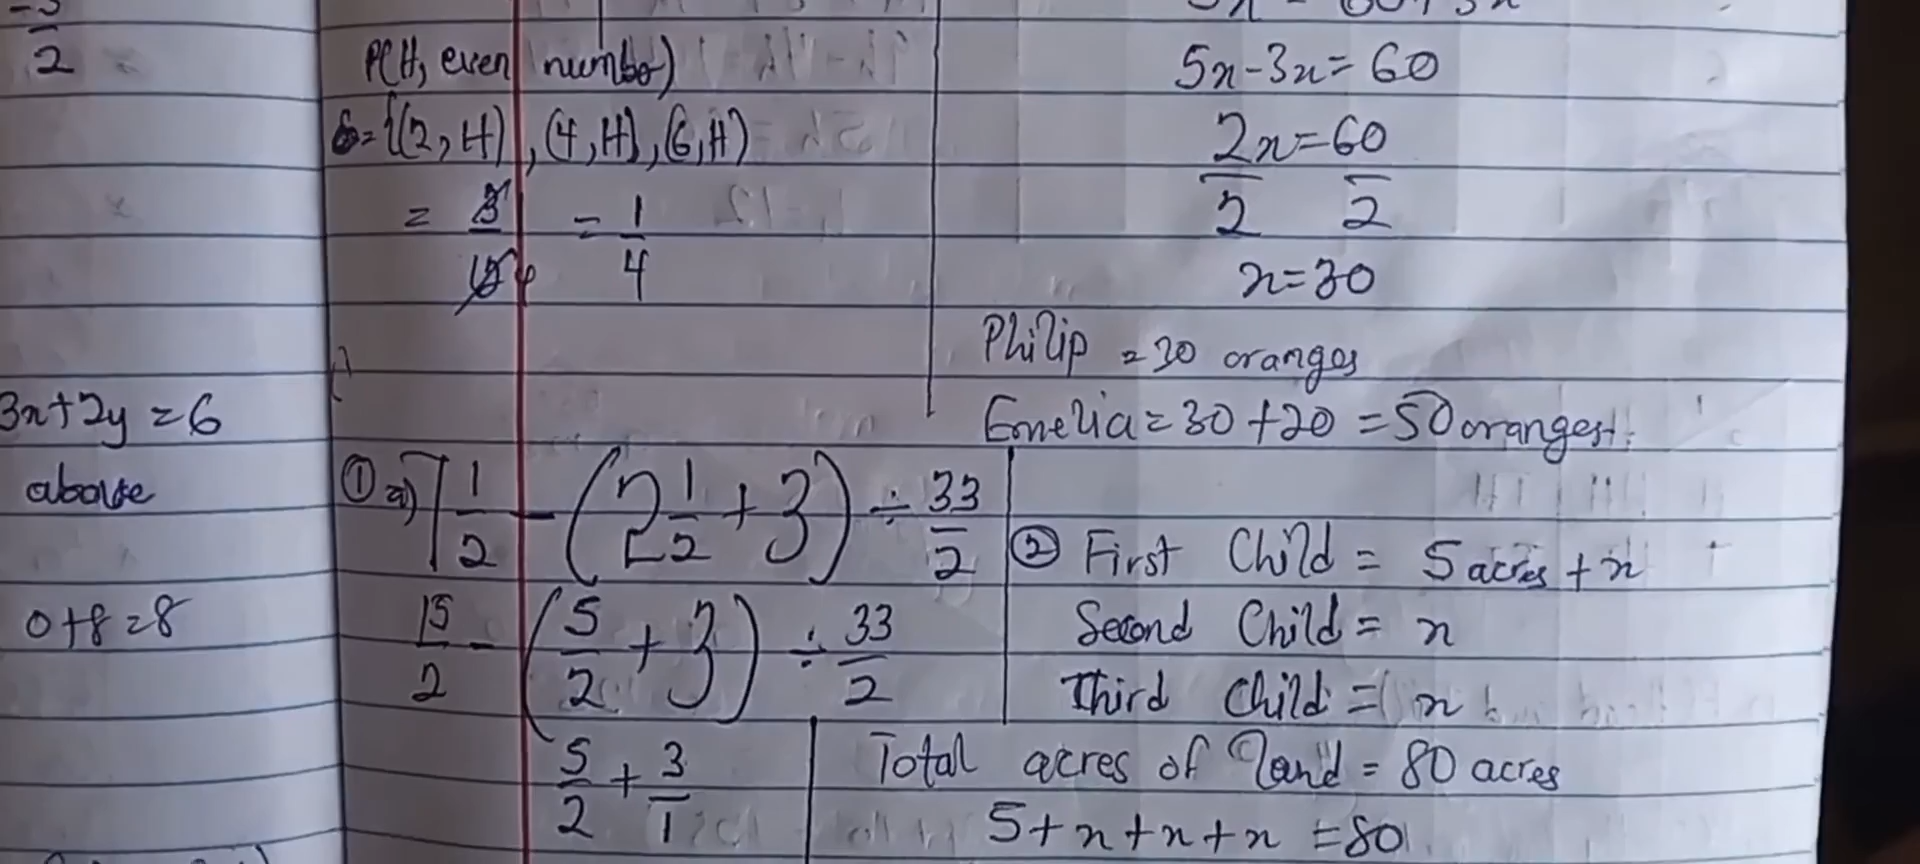 -3
2
3x+2y=6
above
0+8=8
P(H, even number)
S={(2,H),(4,H),(6,H)
= 3/12 4 = 1/4
5x-3x=60
2x/2=60/2
x=30
Philip =30 oranges
Emelia=30+20=50 oranges
① a) 7 1/2 - (2 1/2 + 3) ÷ 33/2
15/2 - (5/2 + 3) ÷ 33/2
5/2 + 3/1
② First Child = 5 acres + x
Second Child = x
Third Child = x
Total acres of land = 80 acres
5+x+x+x=80